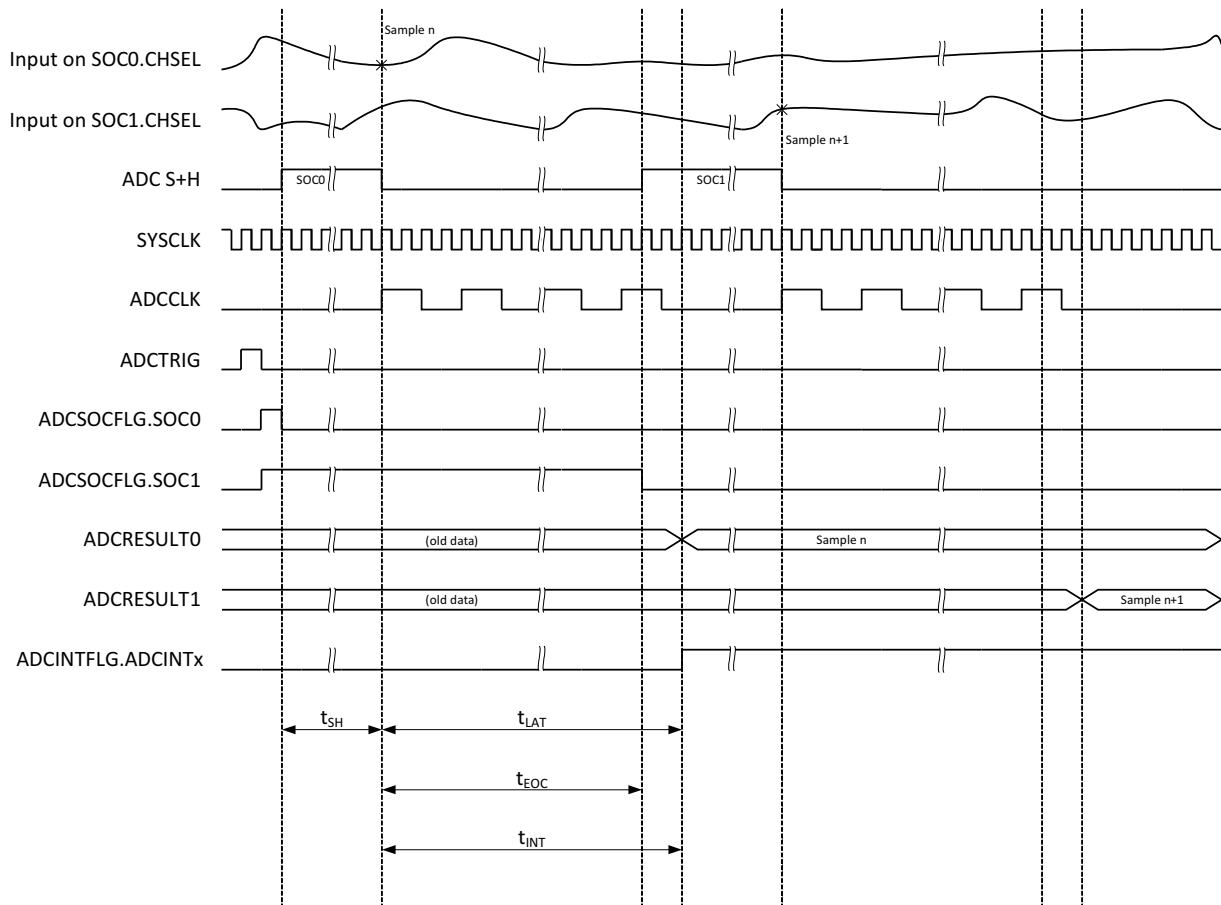 Sample n
Input on SOC0.CHSEL
Input on SOC1.CHSEL
Sample n+1
ADC S+H
SOC0
SOC1
SYSCLK
ADCCLK
ADCTRIG
ADCSOCFLG.SOC0
ADCSOCFLG.SOC1
ADCRESULT0
(old data)
Sample n
ADCRESULT1
(old data)
Sample n+1
ADCINTFLG.ADCINTx
tSH
tLAT
tEOC
tINT